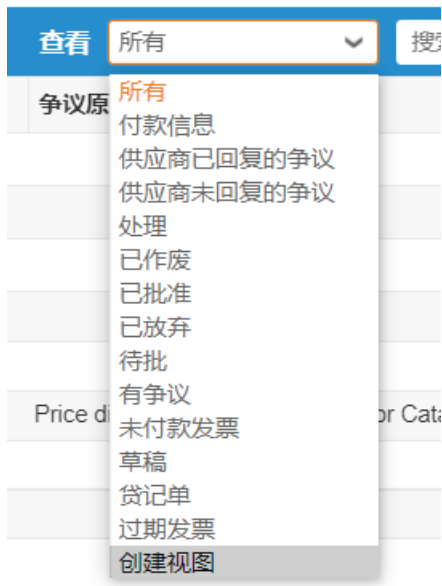 查看 所有 搜
争议原
所有
付款信息
供应商已回复的争议
供应商未回复的争议
处理
已作废
已批准
已放弃
待批
有争议
Price di or Cata
未付款发票
草稿
贷记单
过期发票
创建视图